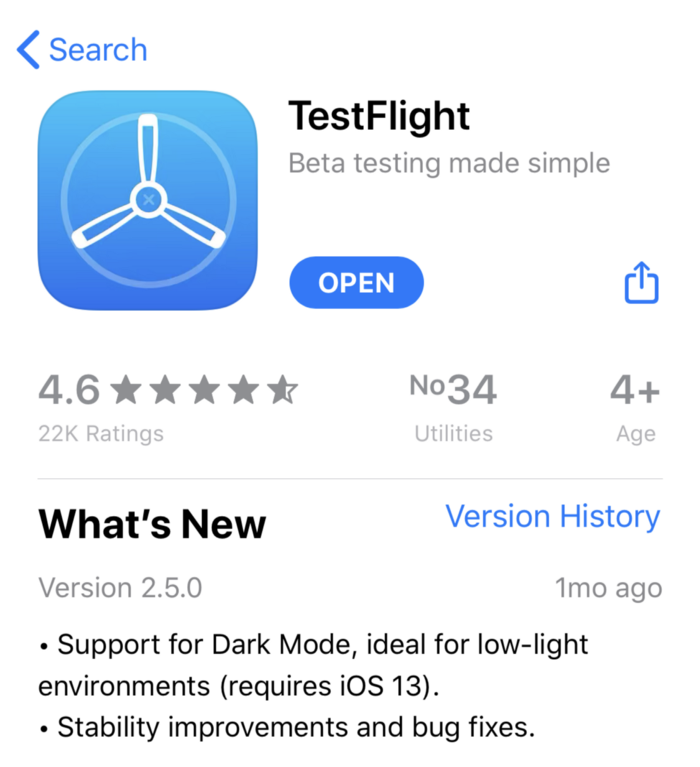 Search
TestFlight
Beta testing made simple
OPEN
4.6
No34
4+
22K Ratings
Utilities
Age
What's New
Version History
Version 2.5.0
1mo ago
• Support for Dark Mode, ideal for low-light
environments (requires iOS 13).
• Stability improvements and bug fixes.